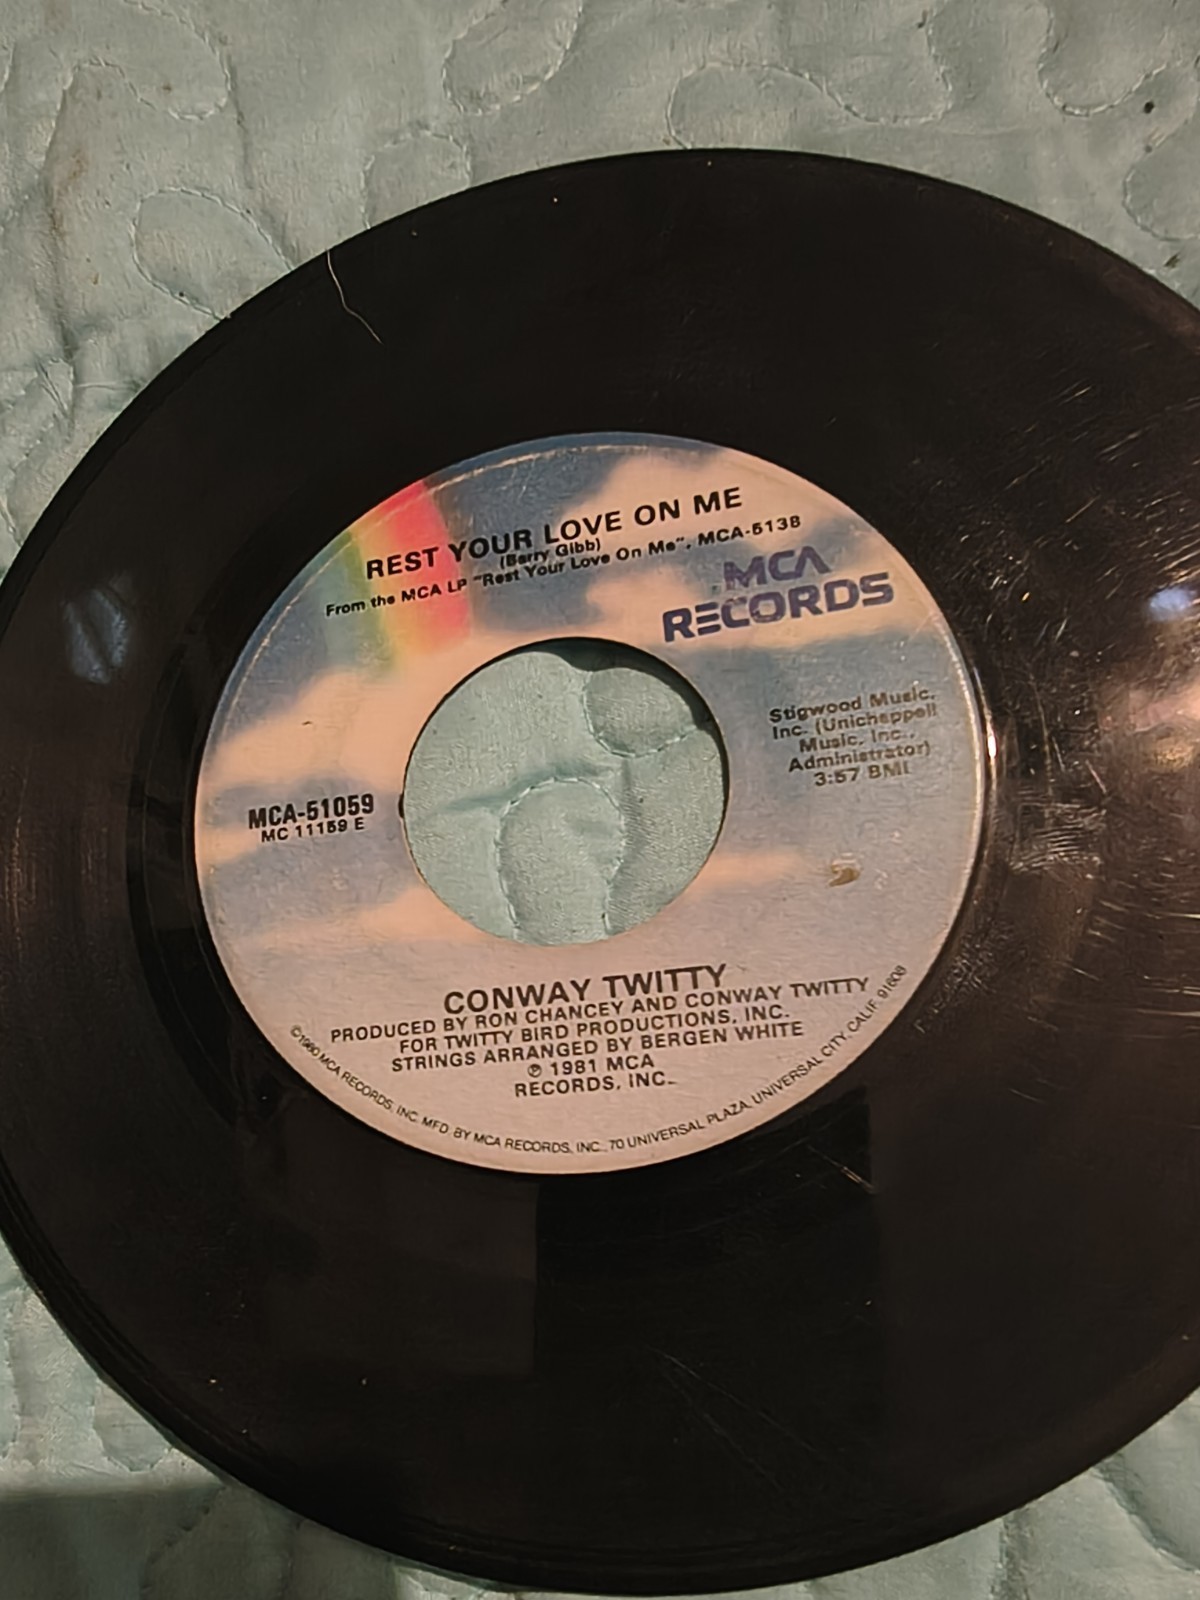 REST YOUR LOVE ON ME
(Barry Gibb)
From the MCA LP "Rest Your Love On Me", MCA-5138
MCA
RECORDS
Stigwood Music,
Inc. (Unichappell
Music, Inc.,
Administrator)
3:57 BMI
MCA-51059
MC 11159 E
CONWAY TWITTY
PRODUCED BY RON CHANCEY AND CONWAY TWITTY
FOR TWITTY BIRD PRODUCTIONS, INC.
STRINGS ARRANGED BY BERGEN WHITE
℗ 1981 MCA
RECORDS, INC.
©1980 MCA RECORDS, INC. MFD. BY MCA RECORDS, INC., 70 UNIVERSAL PLAZA, UNIVERSAL CITY, CALIF. 91608